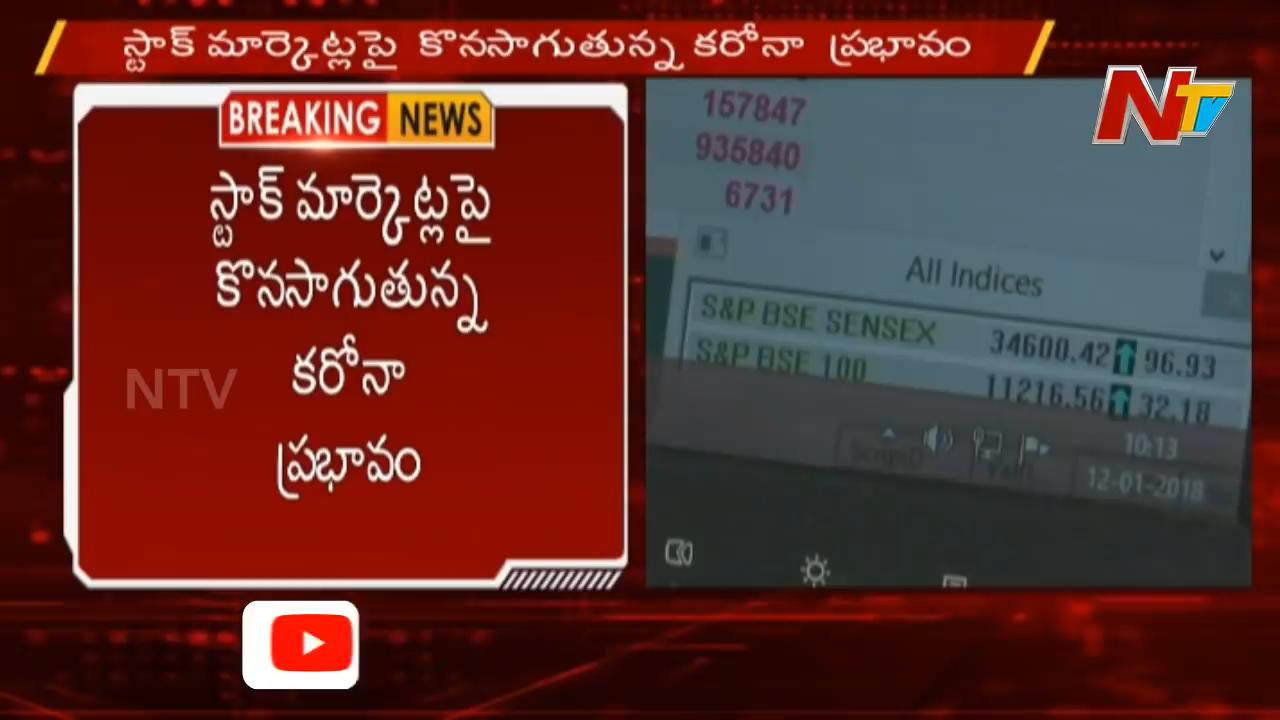 స్టాక్ మార్కెట్లపై కొనసాగుతున్న కరోనా ప్రభావం
NTV
BREAKING NEWS
స్టాక్ మార్కెట్లపై
కొనసాగుతున్న
కరోనా
ప్రభావం
NTV
157847
935840
6731
All Indices
S&P BSE SENSEX 34600.42 96.93
S&P BSE 100 11216.56 32.18
10:13
12-01-2018